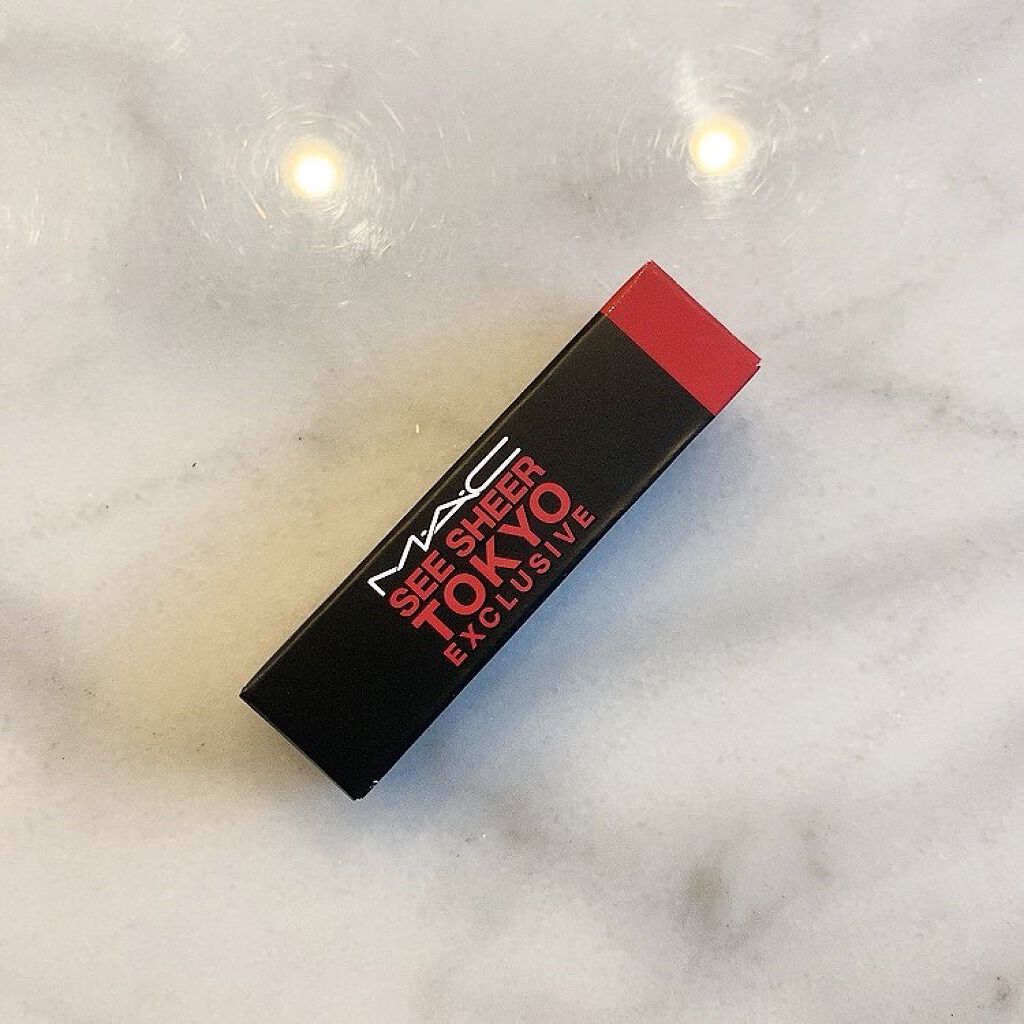 M·A·C
SEE SHEER
TOKYO
EXCLUSIVE